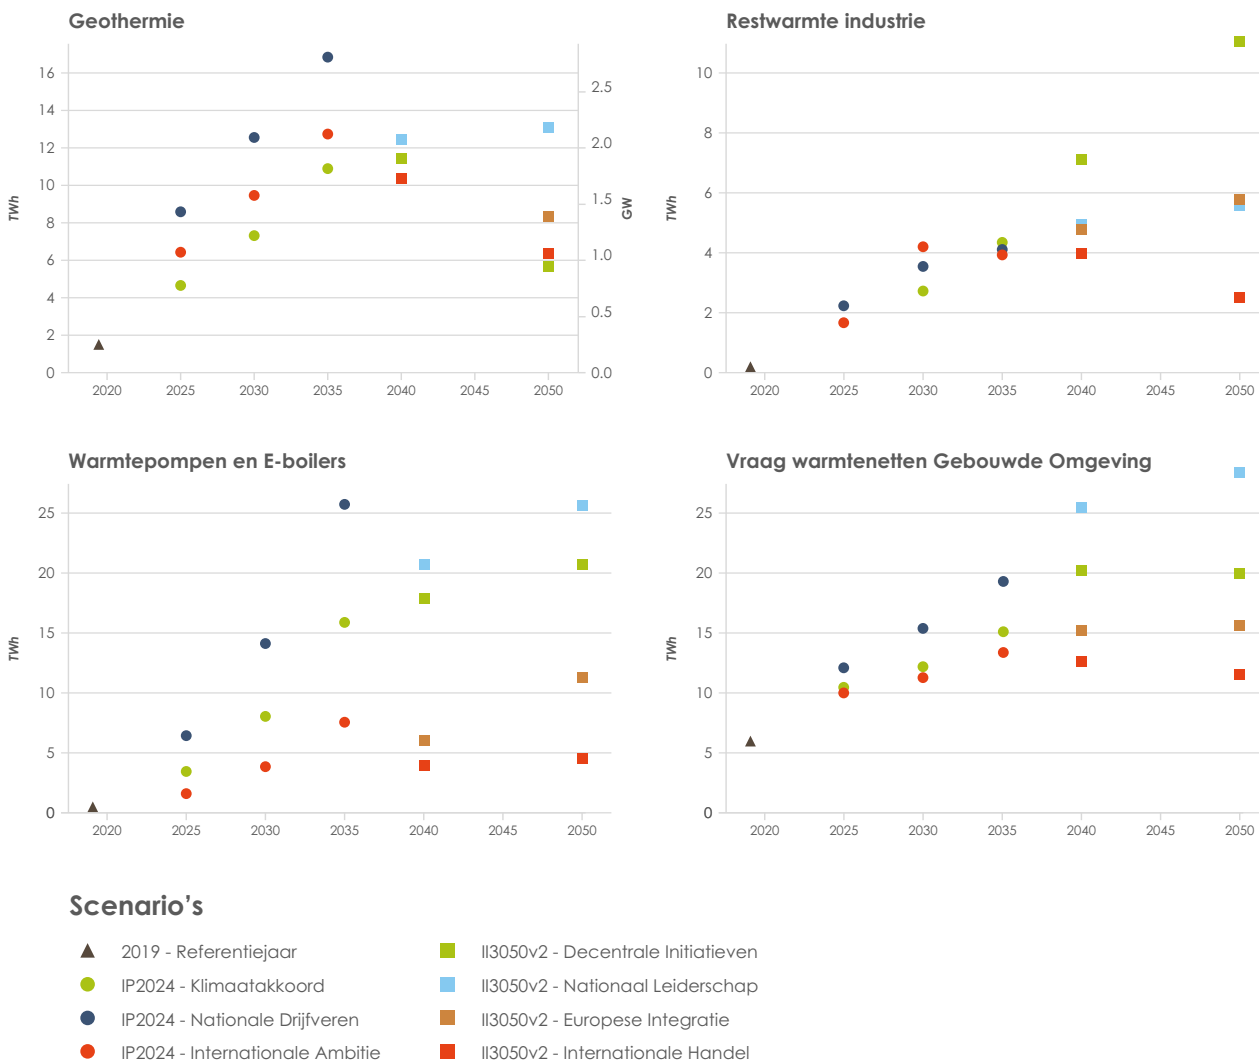 Geothermie
TWh
16
14
12
10
8
6
4
2
0
2.5
2.0
1.5
1.0
0.5
0.0
GW
2020 2025 2030 2035 2040 2045 2050
Restwarmte industrie
TWh
10
8
6
4
2
0
2020 2025 2030 2035 2040 2045 2050
Warmtepompen en E-boilers
TWh
25
20
15
10
5
0
2020 2025 2030 2035 2040 2045 2050
Vraag warmtenetten Gebouwde Omgeving
TWh
25
20
15
10
5
0
2020 2025 2030 2035 2040 2045 2050
Scenario’s
2019 - Referentiejaar
IP2024 - Klimaatakkoord
IP2024 - Nationale Drijfveren
IP2024 - Internationale Ambitie
II3050v2 - Decentrale Initiatieven
II3050v2 - Nationaal Leiderschap
II3050v2 - Europese Integratie
II3050v2 - Internationale Handel